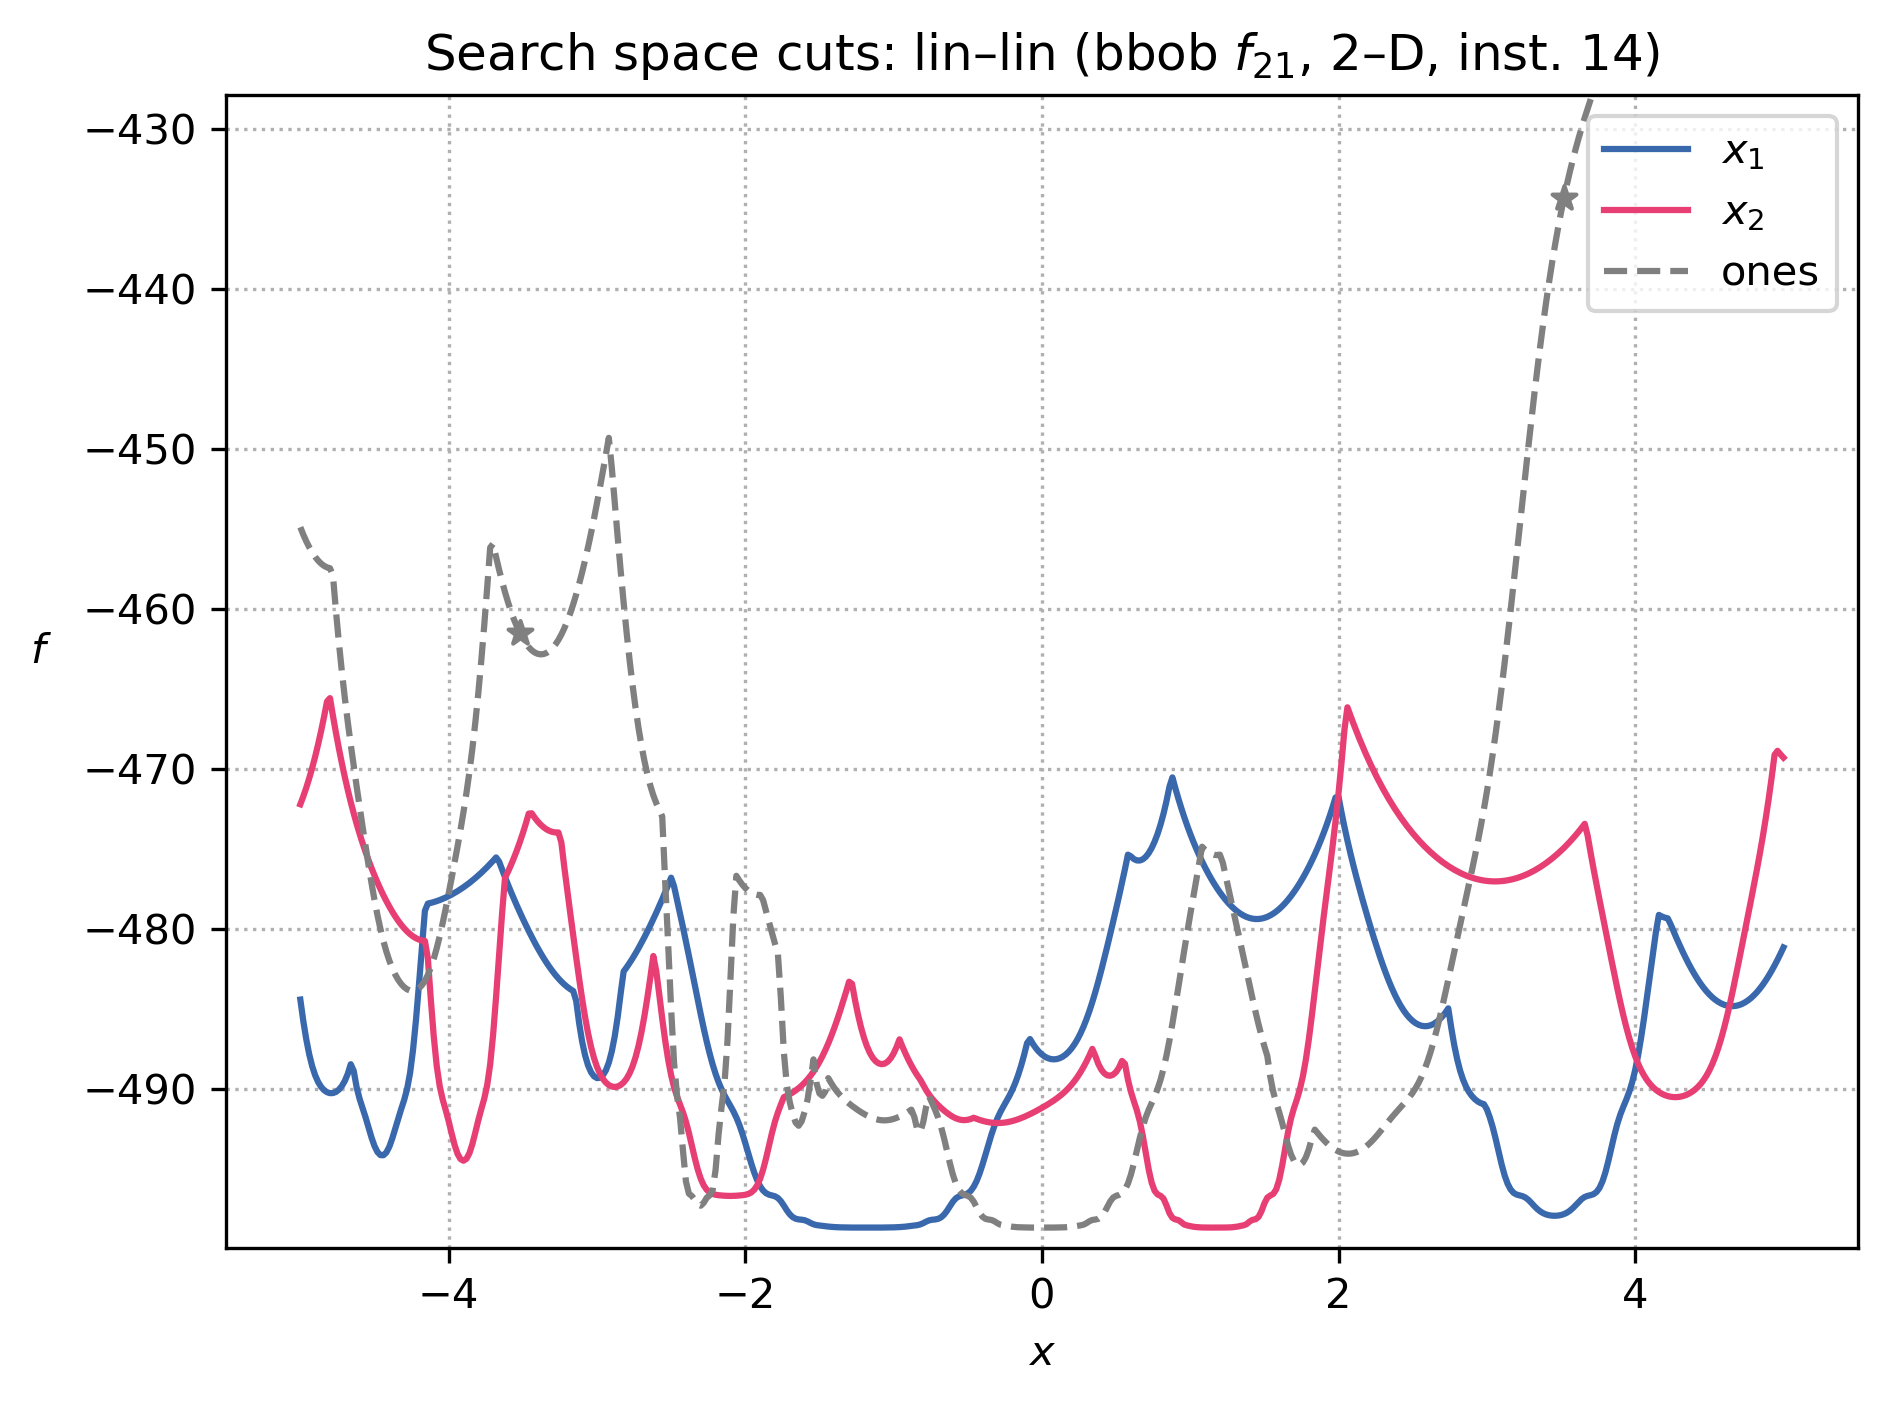 Search space cuts: lin–lin (bbob f21, 2–D, inst. 14)
−430
−440
−450
−460
−470
−480
−490
f
−4
−2
0
2
4
x
x1
x2
ones